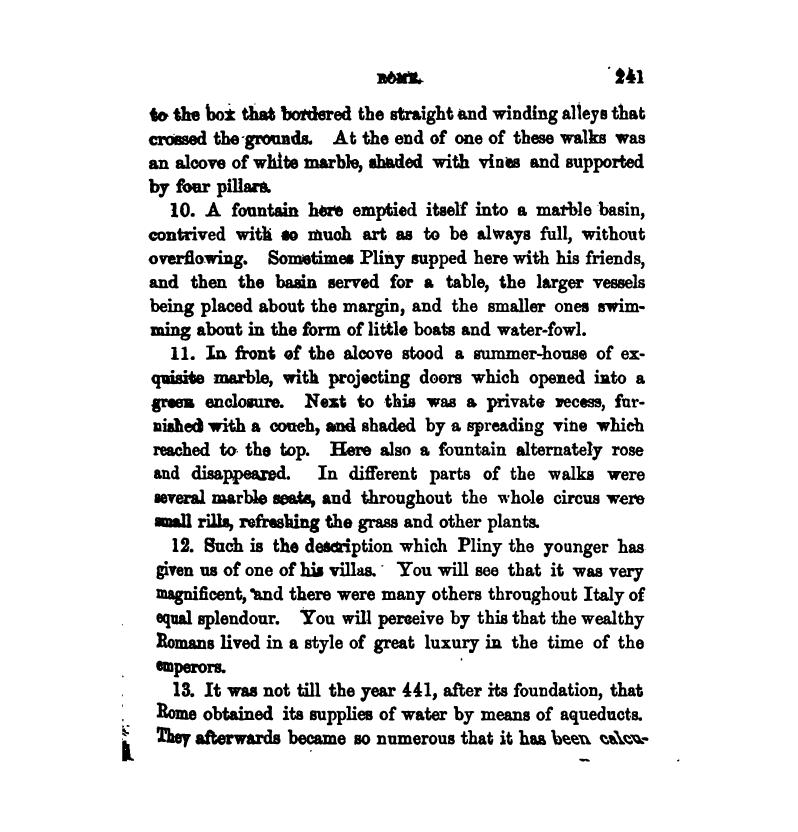 ROME. 241
to the box that bordered the straight and winding alleys that
crossed the grounds. At the end of one of these walks was
an alcove of white marble, shaded with vines and supported
by four pillars.
10. A fountain here emptied itself into a marble basin,
contrived with so much art as to be always full, without
overflowing. Sometimes Pliny supped here with his friends,
and then the basin served for a table, the larger vessels
being placed about the margin, and the smaller ones swim-
ming about in the form of little boats and water-fowl.
11. In front of the alcove stood a summer-house of ex-
quisite marble, with projecting doors which opened into a
green enclosure. Next to this was a private recess, fur-
nished with a couch, and shaded by a spreading vine which
reached to the top. Here also a fountain alternately rose
and disappeared. In different parts of the walks were
several marble seats, and throughout the whole circus were
small rills, refreshing the grass and other plants.
12. Such is the description which Pliny the younger has
given us of one of his villas. You will see that it was very
magnificent, and there were many others throughout Italy of
equal splendour. You will perceive by this that the wealthy
Romans lived in a style of great luxury in the time of the
emperors.
13. It was not till the year 441, after its foundation, that
Rome obtained its supplies of water by means of aqueducts.
They afterwards became so numerous that it has been calcu-